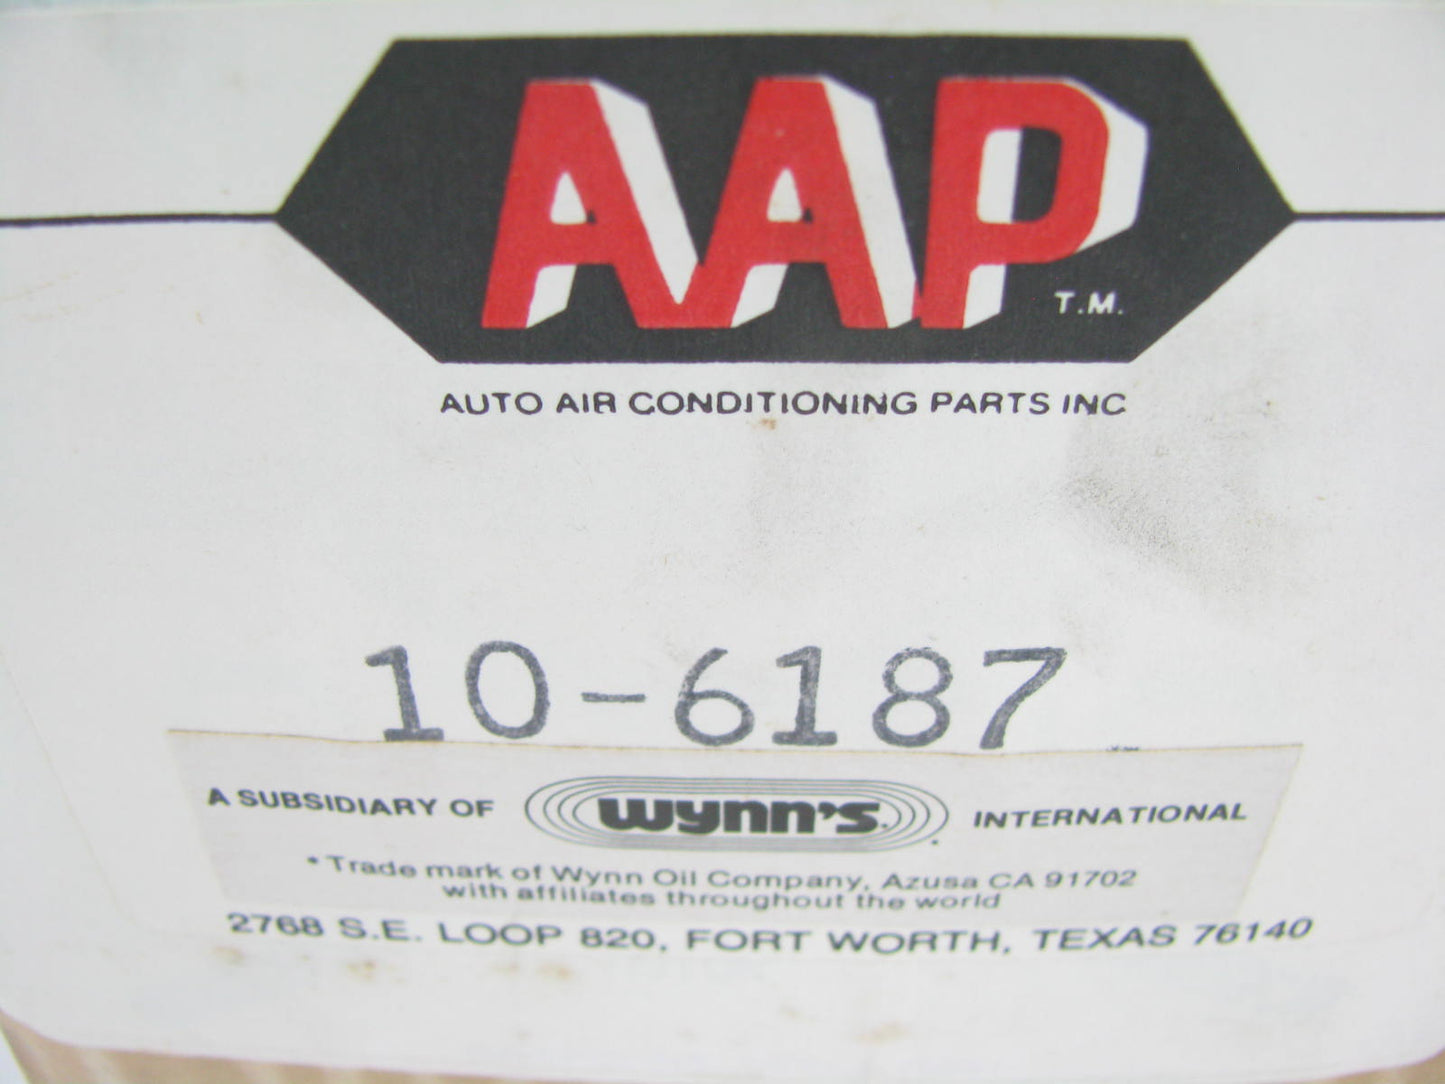 AAP
T.M.
AUTO AIR CONDITIONING PARTS INC
10-6187
A SUBSIDIARY OF wynn's. INTERNATIONAL
• Trade mark of Wynn Oil Company, Azusa CA 91702
with affiliates throughout the world
2768 S.E. LOOP 820, FORT WORTH, TEXAS 76140